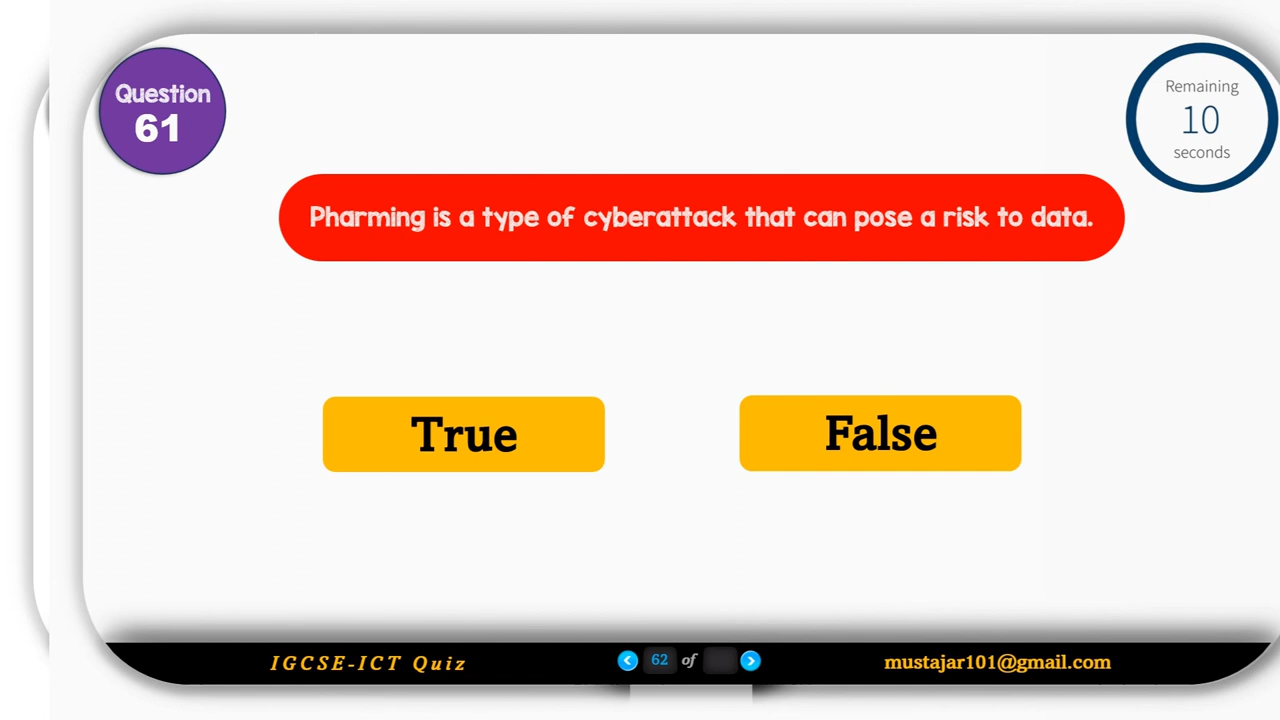 Question
61
Remaining
10
seconds
Pharming is a type of cyberattack that can pose a risk to data.
True
False
IGCSE-ICT Quiz
62 of
mustajar101@gmail.com